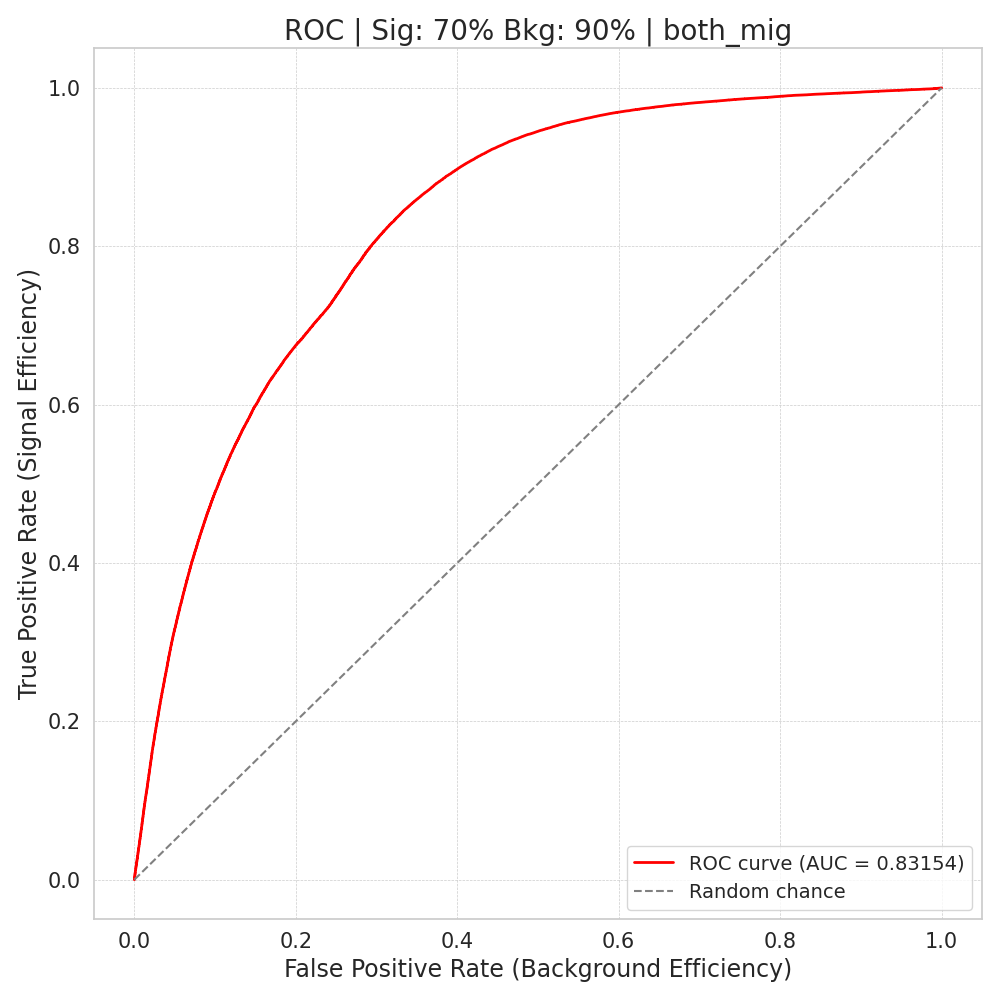 ROC | Sig: 70% Bkg: 90% | both_mig
True Positive Rate (Signal Efficiency)
1.0
0.8
0.6
0.4
0.2
0.0
ROC curve (AUC = 0.83154)
Random chance
0.0 0.2 0.4 0.6 0.8 1.0
False Positive Rate (Background Efficiency)